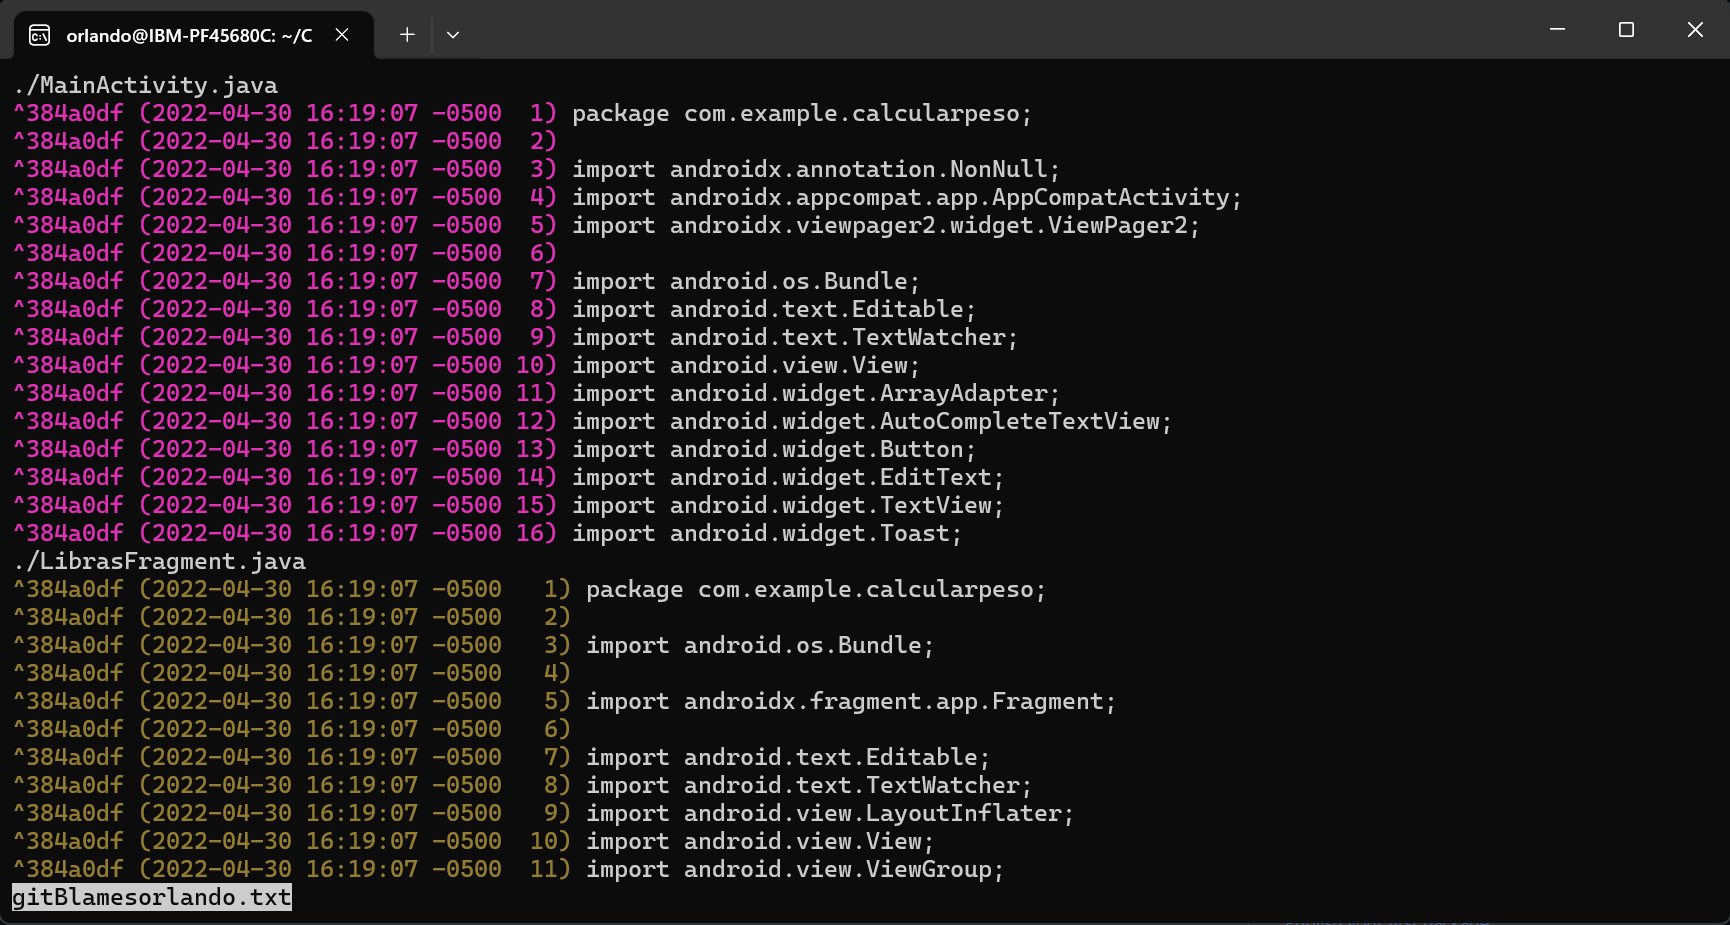 orlando@IBM-PF45680C: ~/C
./MainActivity.java
^384a0df (2022-04-30 16:19:07 -0500  1) package com.example.calcularpeso;
^384a0df (2022-04-30 16:19:07 -0500  2)
^384a0df (2022-04-30 16:19:07 -0500  3) import androidx.annotation.NonNull;
^384a0df (2022-04-30 16:19:07 -0500  4) import androidx.appcompat.app.AppCompatActivity;
^384a0df (2022-04-30 16:19:07 -0500  5) import androidx.viewpager2.widget.ViewPager2;
^384a0df (2022-04-30 16:19:07 -0500  6)
^384a0df (2022-04-30 16:19:07 -0500  7) import android.os.Bundle;
^384a0df (2022-04-30 16:19:07 -0500  8) import android.text.Editable;
^384a0df (2022-04-30 16:19:07 -0500  9) import android.text.TextWatcher;
^384a0df (2022-04-30 16:19:07 -0500 10) import android.view.View;
^384a0df (2022-04-30 16:19:07 -0500 11) import android.widget.ArrayAdapter;
^384a0df (2022-04-30 16:19:07 -0500 12) import android.widget.AutoCompleteTextView;
^384a0df (2022-04-30 16:19:07 -0500 13) import android.widget.Button;
^384a0df (2022-04-30 16:19:07 -0500 14) import android.widget.EditText;
^384a0df (2022-04-30 16:19:07 -0500 15) import android.widget.TextView;
^384a0df (2022-04-30 16:19:07 -0500 16) import android.widget.Toast;
./LibrasFragment.java
^384a0df (2022-04-30 16:19:07 -0500   1) package com.example.calcularpeso;
^384a0df (2022-04-30 16:19:07 -0500   2)
^384a0df (2022-04-30 16:19:07 -0500   3) import android.os.Bundle;
^384a0df (2022-04-30 16:19:07 -0500   4)
^384a0df (2022-04-30 16:19:07 -0500   5) import androidx.fragment.app.Fragment;
^384a0df (2022-04-30 16:19:07 -0500   6)
^384a0df (2022-04-30 16:19:07 -0500   7) import android.text.Editable;
^384a0df (2022-04-30 16:19:07 -0500   8) import android.text.TextWatcher;
^384a0df (2022-04-30 16:19:07 -0500   9) import android.view.LayoutInflater;
^384a0df (2022-04-30 16:19:07 -0500  10) import android.view.View;
^384a0df (2022-04-30 16:19:07 -0500  11) import android.view.ViewGroup;
gitBlamesorlando.txt